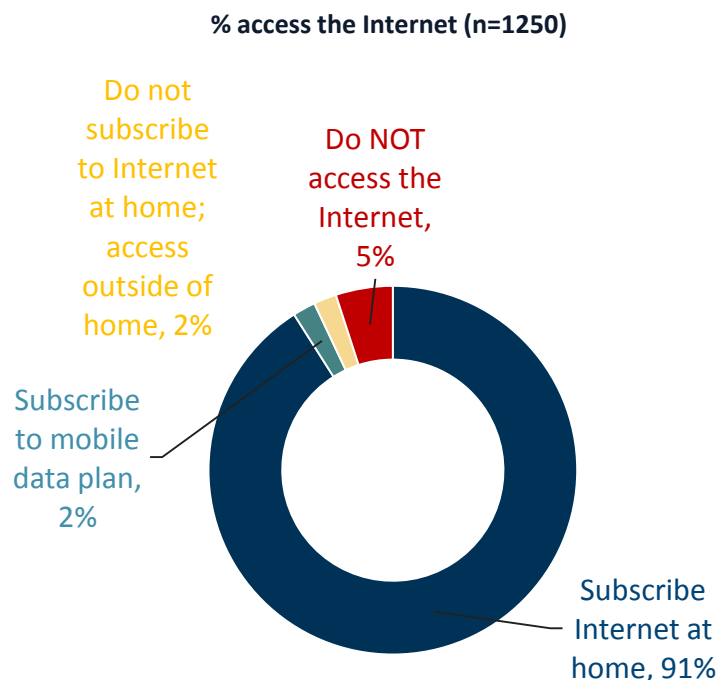 % access the Internet (n=1250)
Do not
subscribe
to Internet
at home;
access
outside of
home, 2%
Do NOT
access the
Internet,
5%
Subscribe
to mobile
data plan,
2%
Subscribe
Internet at
home, 91%